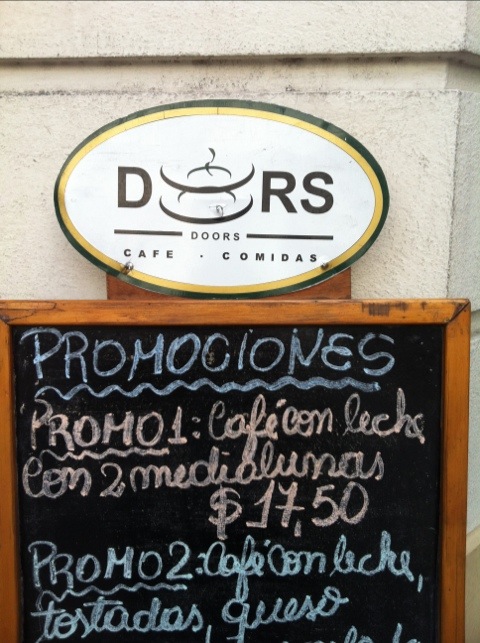 DOORS
DOORS
CAFE · COMIDAS
PROMOCIONES
PROMO1: Café con leche
Con 2 medialunas
$17,50
PROMO2: Café con leche,
tostadas, queso